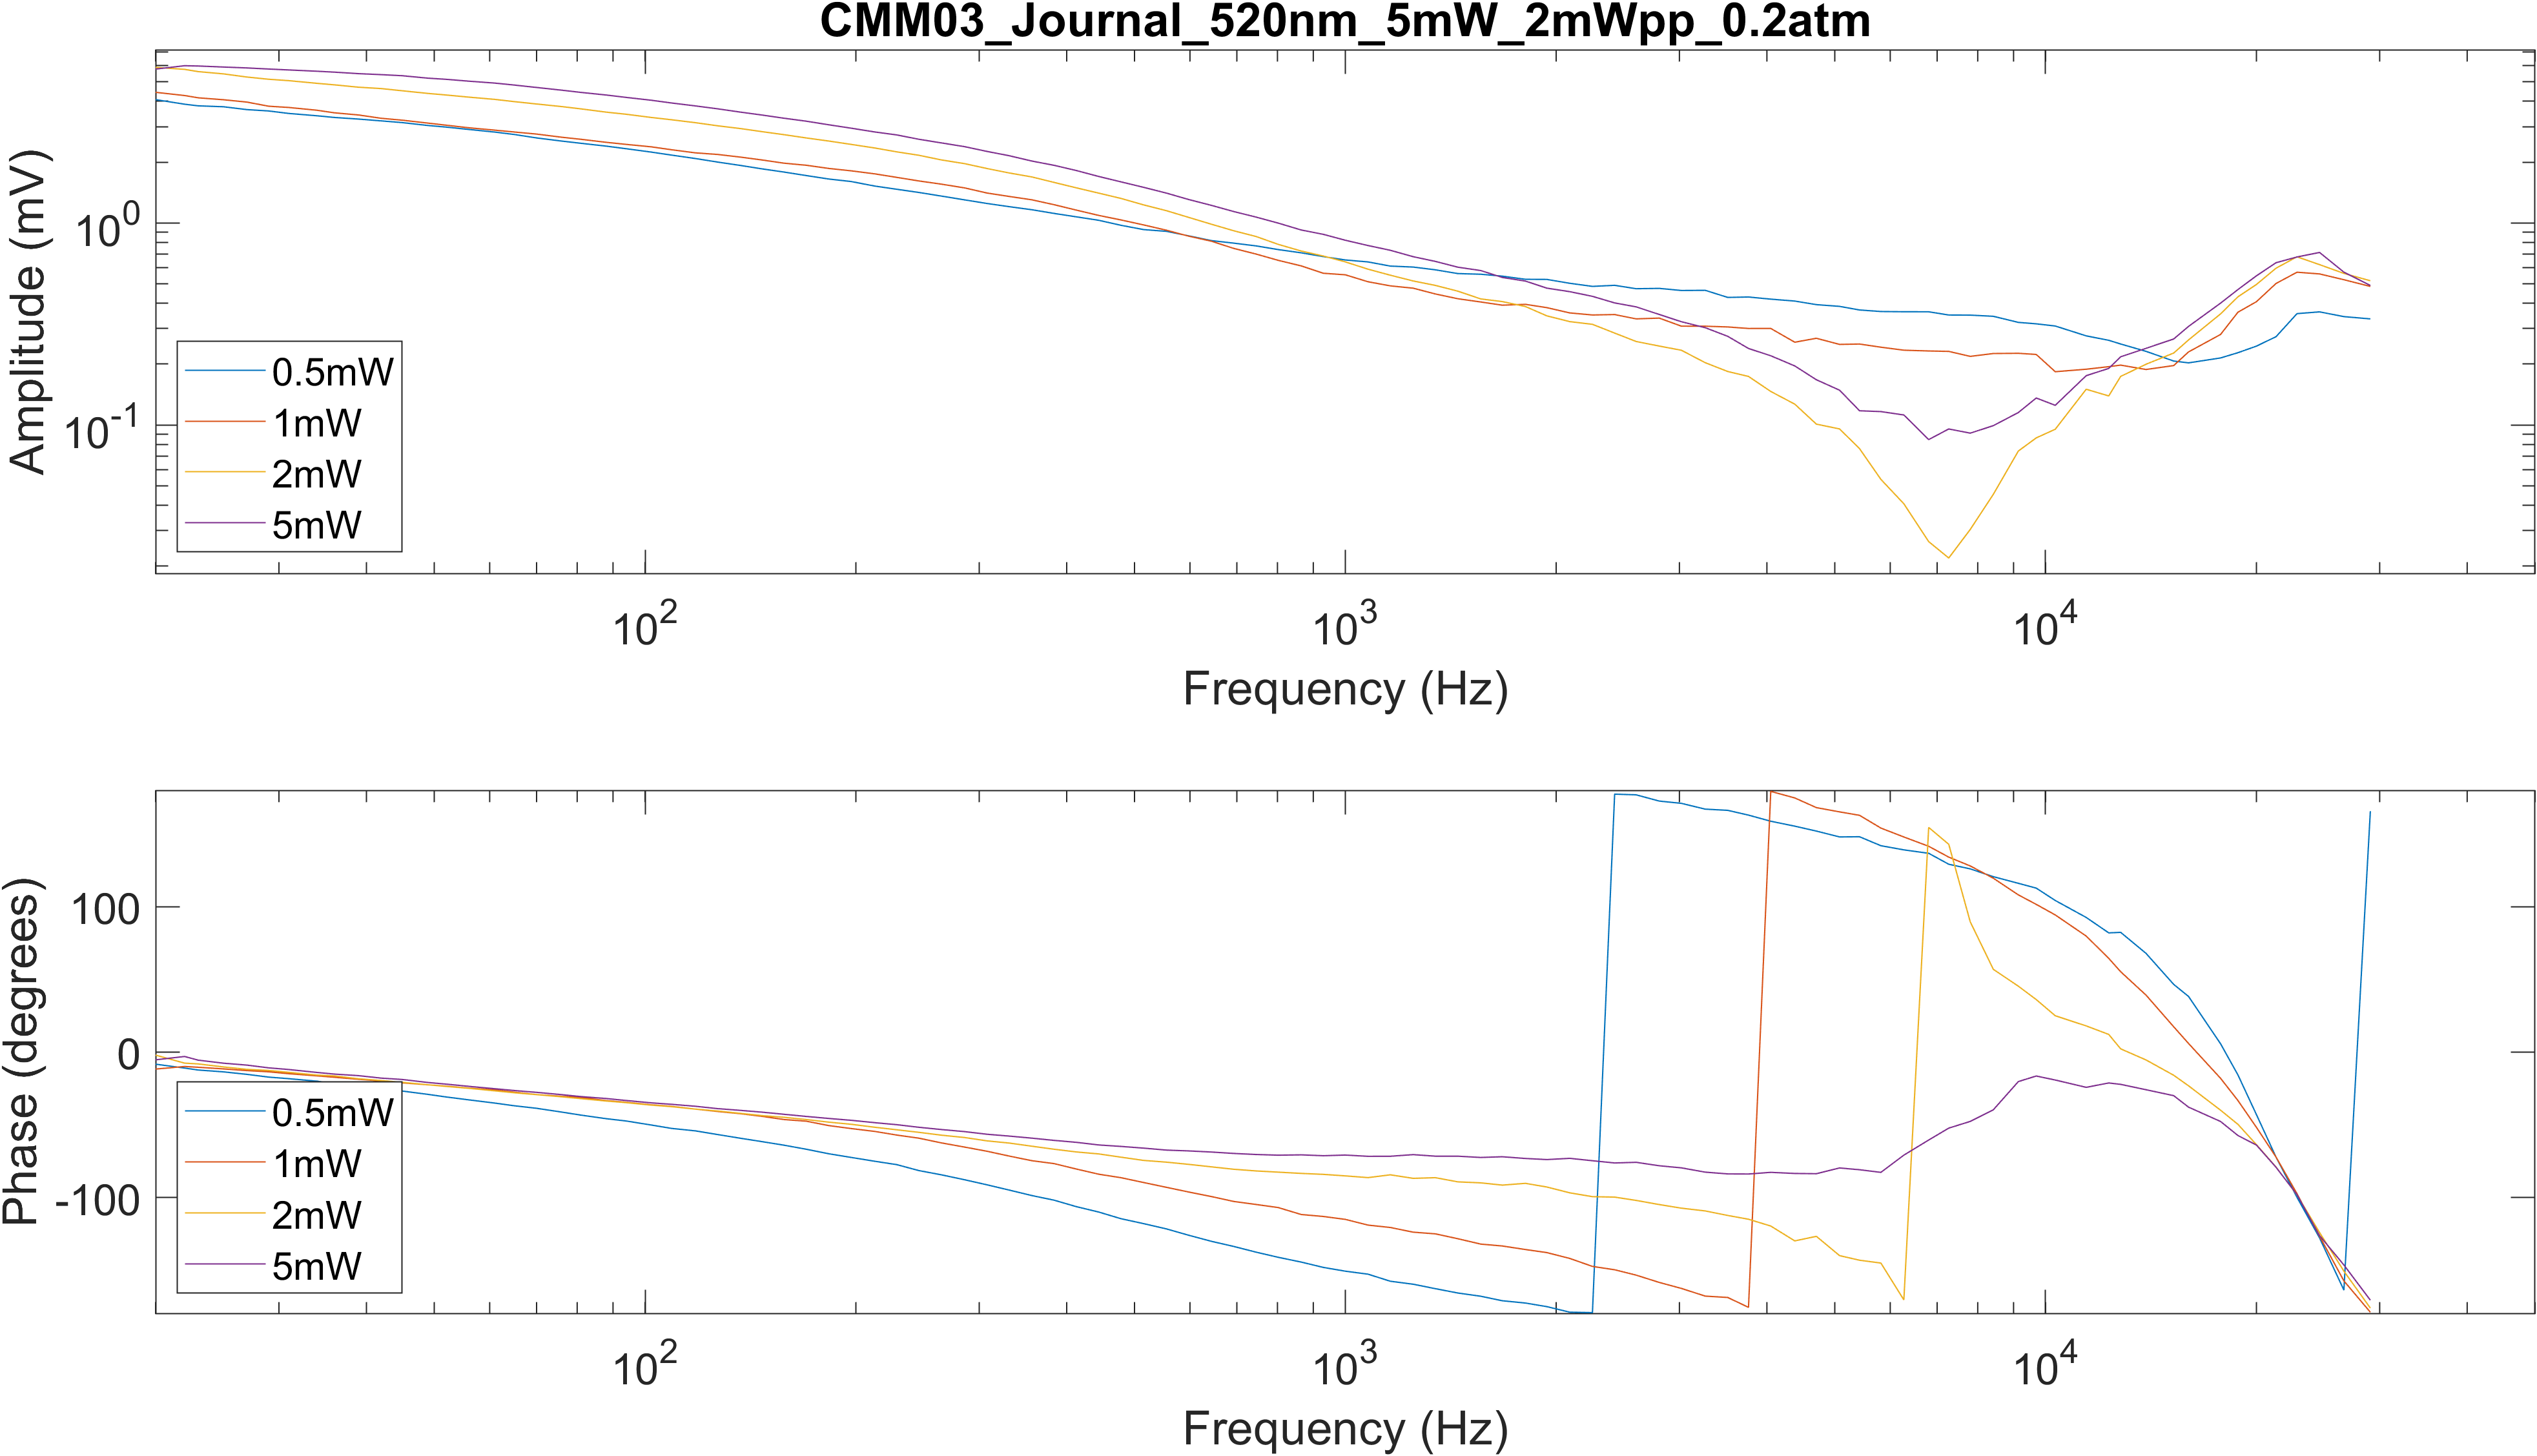 CMM03_Journal_520nm_5mW_2mWpp_0.2atm
Amplitude (mV)
10^0
10^-1
0.5mW
1mW
2mW
5mW
10^2
10^3
10^4
Frequency (Hz)
Phase (degrees)
100
0
-100
0.5mW
1mW
2mW
5mW
10^2
10^3
10^4
Frequency (Hz)